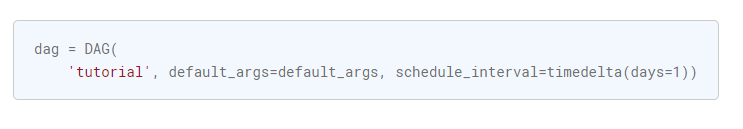 dag = DAG(
    'tutorial', default_args=default_args, schedule_interval=timedelta(days=1))